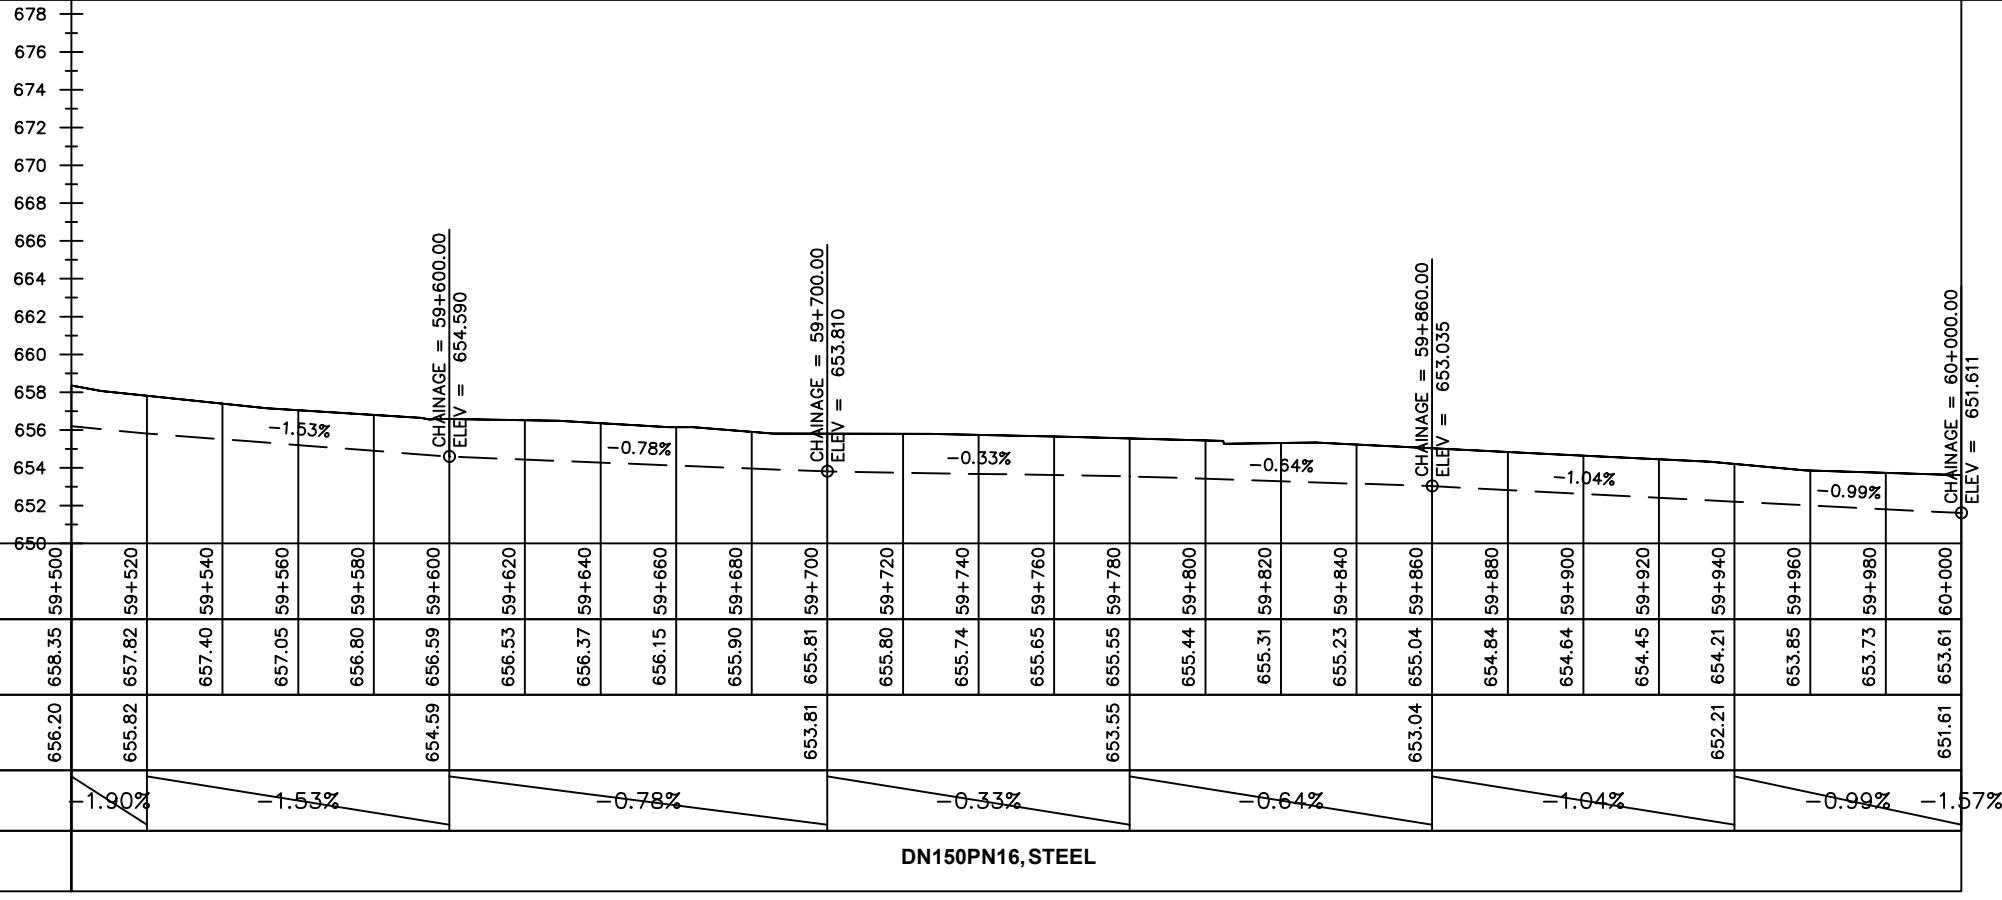 678
676
674
672
670
668
666
664
662
660
658
656
654
652
650
CHAINAGE = 59+600.00
ELEV = 654.590
CHAINAGE = 59+700.00
ELEV = 653.810
CHAINAGE = 59+860.00
ELEV = 653.035
CHAINAGE = 60+000.00
ELEV = 651.611
-1.53%
-0.78%
-0.33%
-0.64%
-1.04%
-0.99%
59+500 59+520 59+540 59+560 59+580 59+600 59+620 59+640 59+660 59+680 59+700 59+720 59+740 59+760 59+780 59+800 59+820 59+840 59+860 59+880 59+900 59+920 59+940 59+960 59+980 60+000
658.35 657.82 657.40 657.05 656.80 656.59 656.53 656.37 656.15 655.90 655.81 655.80 655.74 655.65 655.55 655.44 655.31 655.23 655.04 654.84 654.64 654.45 654.21 653.85 653.73 653.61
656.20 655.82 654.59 653.81 653.55 653.04 652.21 651.61
-1.90% -1.53% -0.78% -0.33% -0.64% -1.04% -0.99% -1.57%
DN150PN16, STEEL